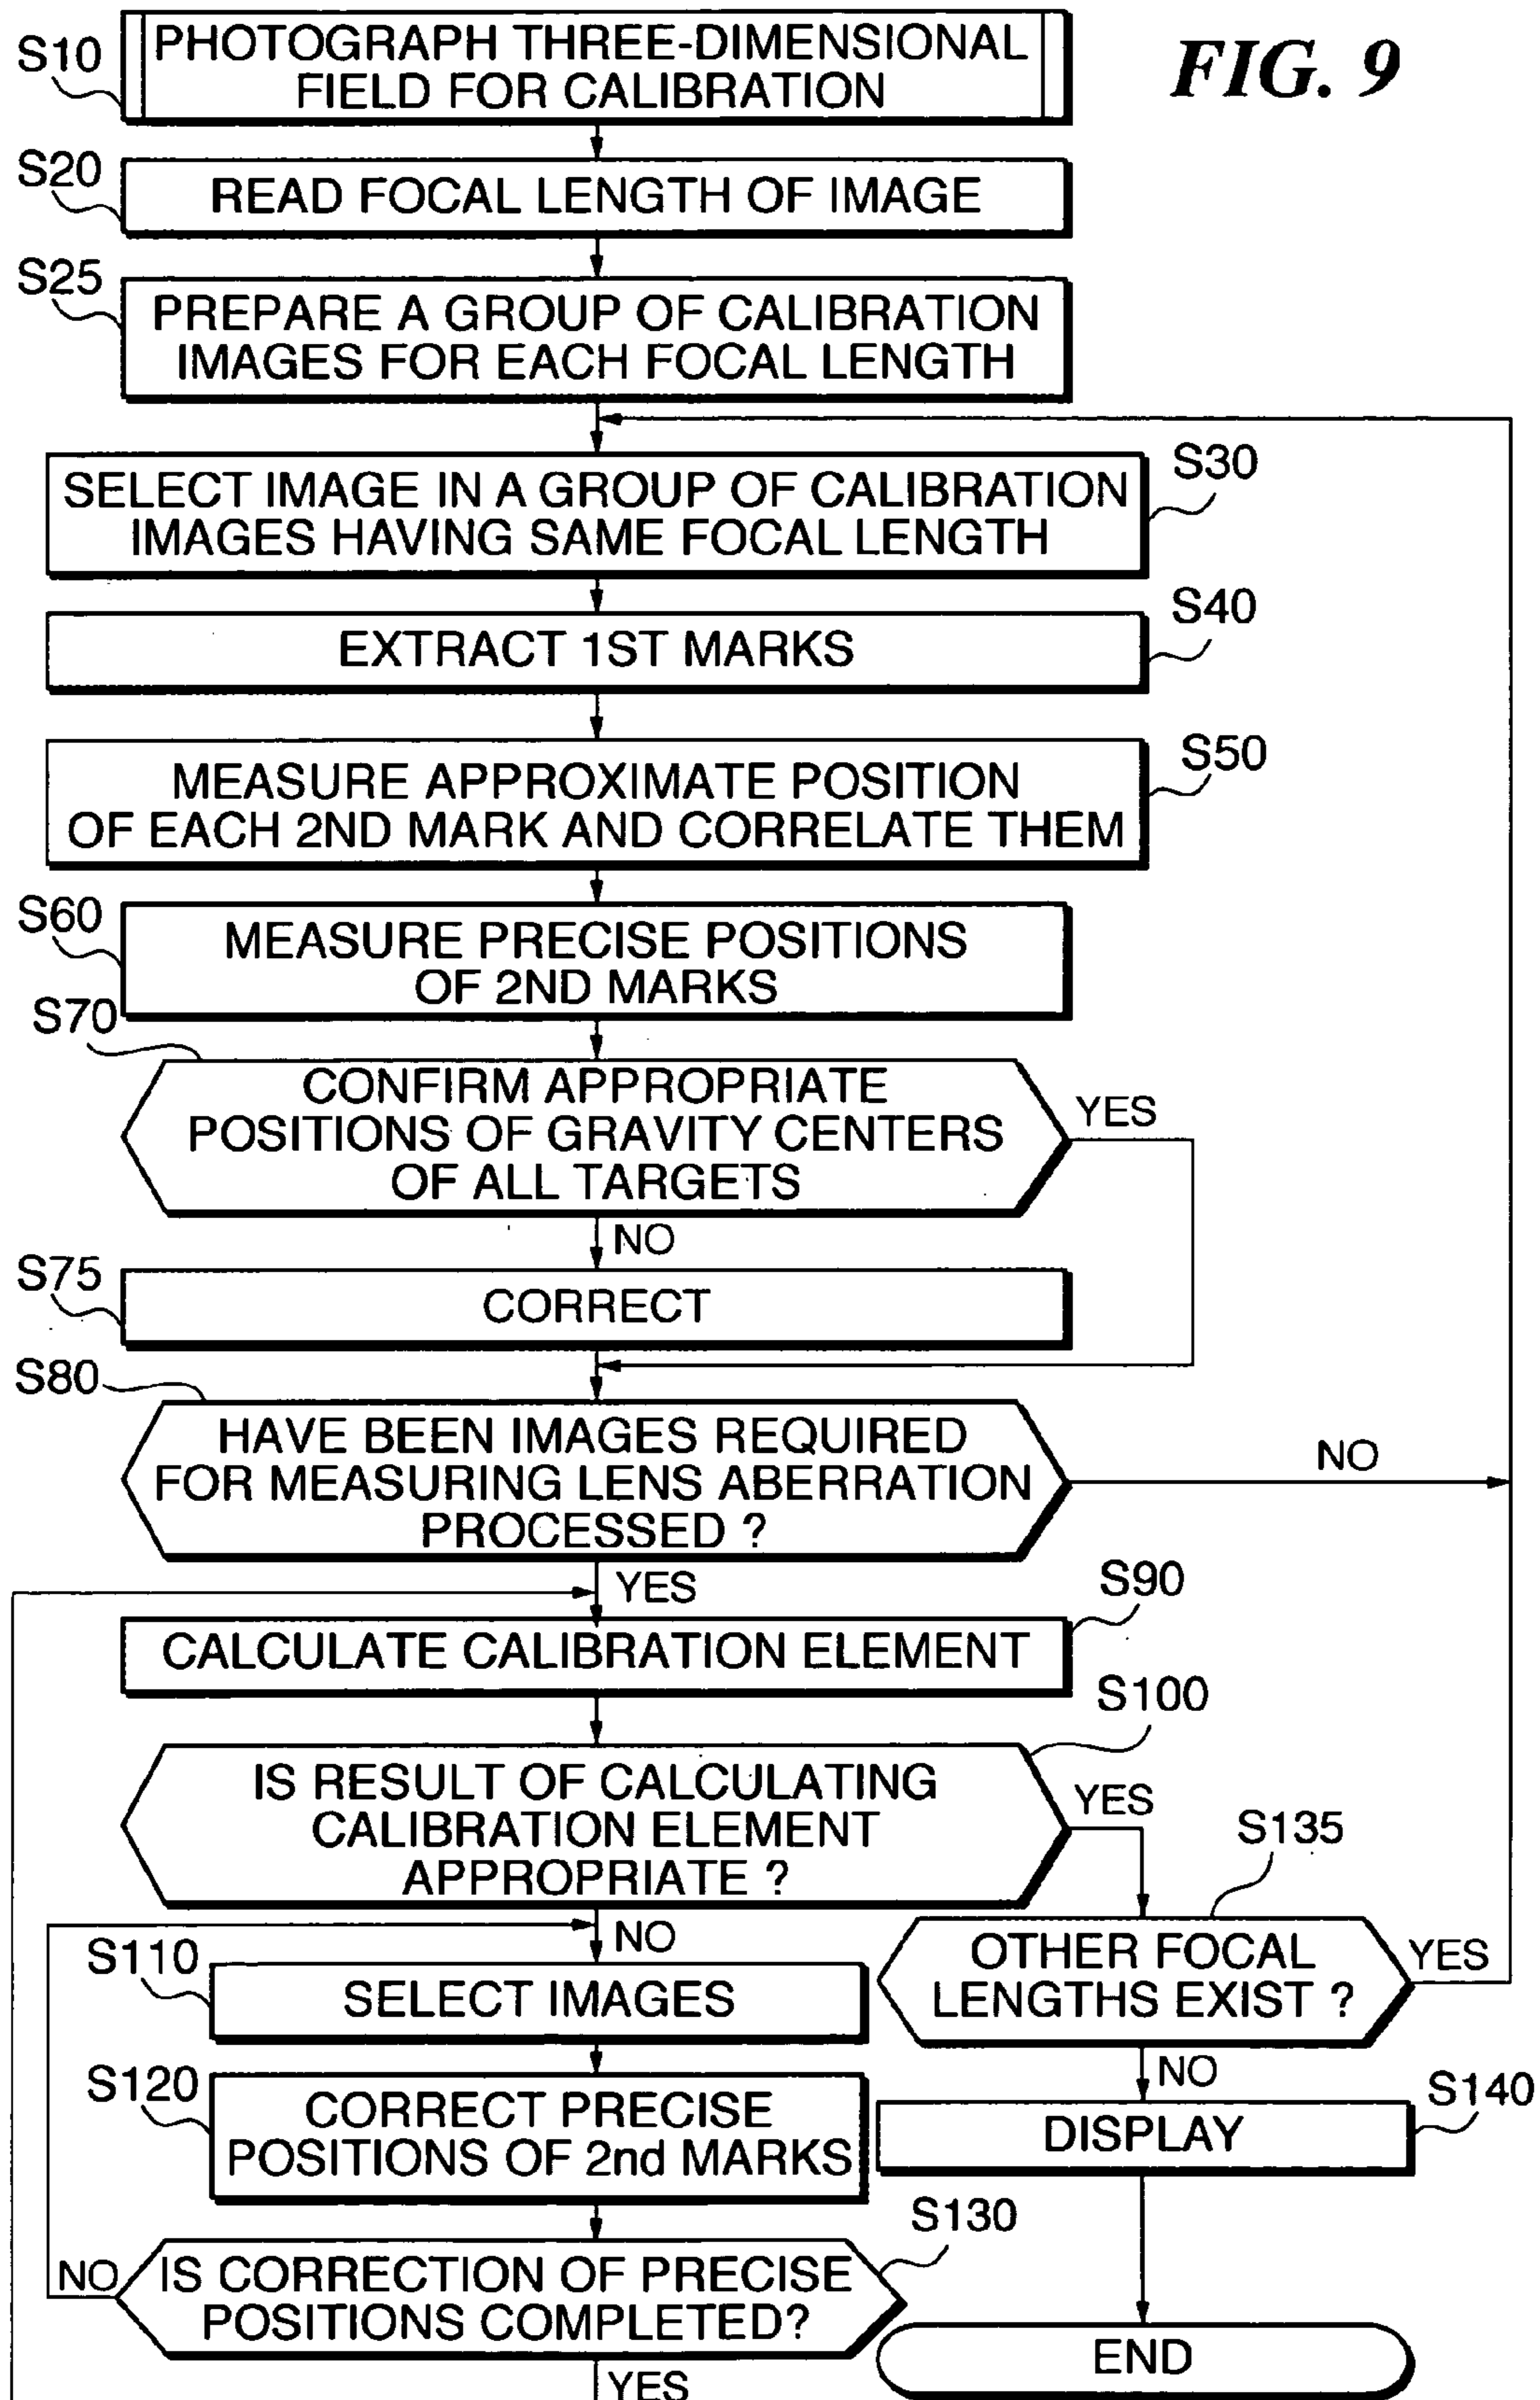 FIG. 9
S10
PHOTOGRAPH THREE-DIMENSIONAL
FIELD FOR CALIBRATION
S20
READ FOCAL LENGTH OF IMAGE
S25
PREPARE A GROUP OF CALIBRATION
IMAGES FOR EACH FOCAL LENGTH
S30
SELECT IMAGE IN A GROUP OF CALIBRATION
IMAGES HAVING SAME FOCAL LENGTH
S40
EXTRACT 1ST MARKS
S50
MEASURE APPROXIMATE POSITION
OF EACH 2ND MARK AND CORRELATE THEM
S60
MEASURE PRECISE POSITIONS
OF 2ND MARKS
S70
CONFIRM APPROPRIATE
POSITIONS OF GRAVITY CENTERS
OF ALL TARGETS
YES
NO
S75
CORRECT
S80
HAVE BEEN IMAGES REQUIRED
FOR MEASURING LENS ABERRATION
PROCESSED ?
NO
YES
S90
CALCULATE CALIBRATION ELEMENT
S100
IS RESULT OF CALCULATING
CALIBRATION ELEMENT
APPROPRIATE ?
YES
NO
S135
OTHER FOCAL
LENGTHS EXIST ?
YES
NO
S110
SELECT IMAGES
S120
CORRECT PRECISE
POSITIONS OF 2nd MARKS
S140
DISPLAY
S130
IS CORRECTION OF PRECISE
POSITIONS COMPLETED?
NO
YES
END